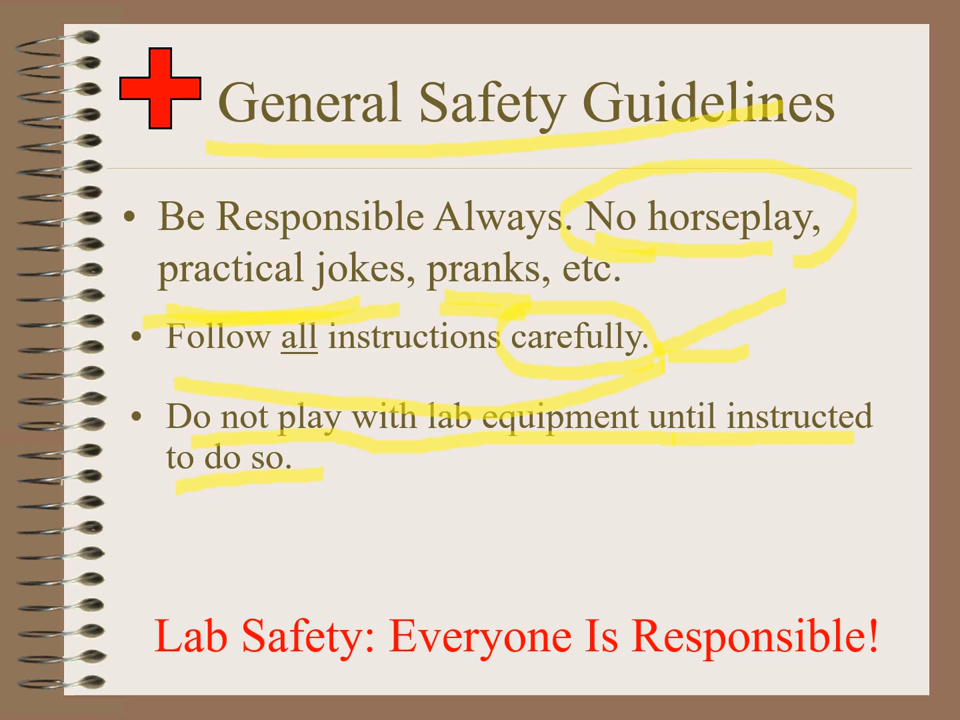 General Safety Guidelines
• Be Responsible Always. No horseplay,
practical jokes, pranks, etc.
• Follow all instructions carefully.
• Do not play with lab equipment until instructed
to do so.
Lab Safety: Everyone Is Responsible!